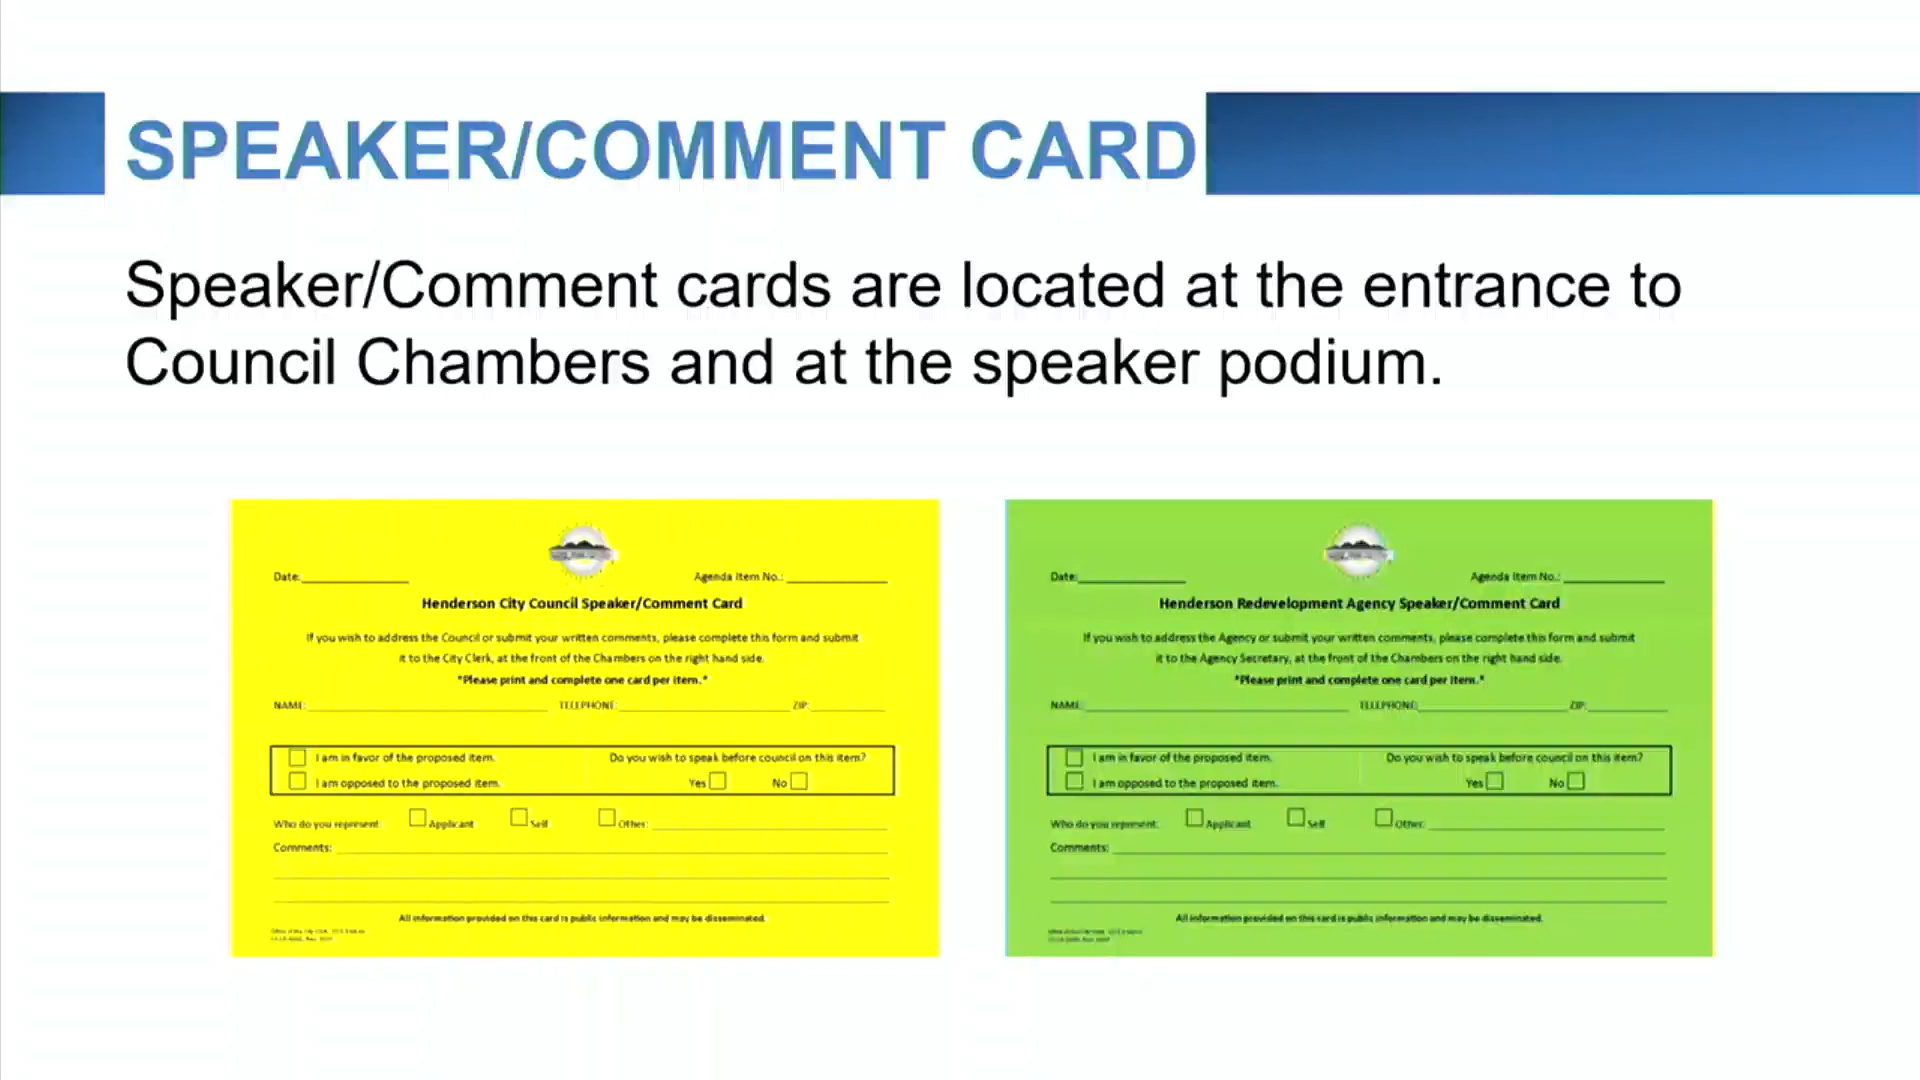 SPEAKER/COMMENT CARD
Speaker/Comment cards are located at the entrance to
Council Chambers and at the speaker podium.
Date:
Agenda Item No.:
Henderson City Council Speaker/Comment Card
If you wish to address the Council or submit your written comments, please complete this form and submit
it to the City Clerk, at the front of the Chambers on the right hand side.
*Please print and complete one card per item.*
NAME: TELEPHONE: ZIP:
I am in favor of the proposed item. Do you wish to speak before council on this item?
I am opposed to the proposed item. Yes No
Who do you represent: Applicant Self Other:
Comments:
All information provided on this card is public information and may be disseminated.
Date:
Agenda Item No.:
Henderson Redevelopment Agency Speaker/Comment Card
If you wish to address the Agency or submit your written comments, please complete this form and submit
it to the Agency Secretary, at the front of the Chambers on the right hand side.
*Please print and complete one card per item.*
NAME: TELEPHONE: ZIP:
I am in favor of the proposed item. Do you wish to speak before council on this item?
I am opposed to the proposed item. Yes No
Who do you represent: Applicant Self Other:
Comments:
All information provided on this card is public information and may be disseminated.